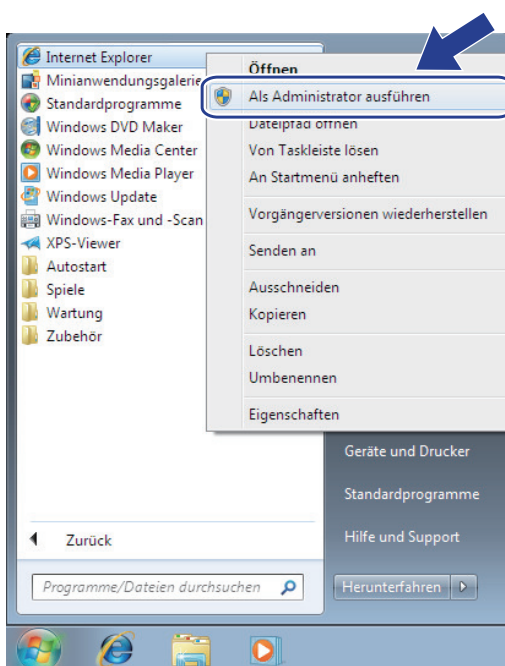 Internet Explorer
Minianwendungsgalerie
Standardprogramme
Windows DVD Maker
Windows Media Center
Windows Media Player
Windows Update
Windows-Fax und -Scan
XPS-Viewer
Autostart
Spiele
Wartung
Zubehör
Zurück
Programme/Dateien durchsuchen
Öffnen
Als Administrator ausführen
Dateipfad öffnen
Von Taskleiste lösen
An Startmenü anheften
Vorgängerversionen wiederherstellen
Senden an
Ausschneiden
Kopieren
Löschen
Umbenennen
Eigenschaften
Geräte und Drucker
Standardprogramme
Hilfe und Support
Herunterfahren